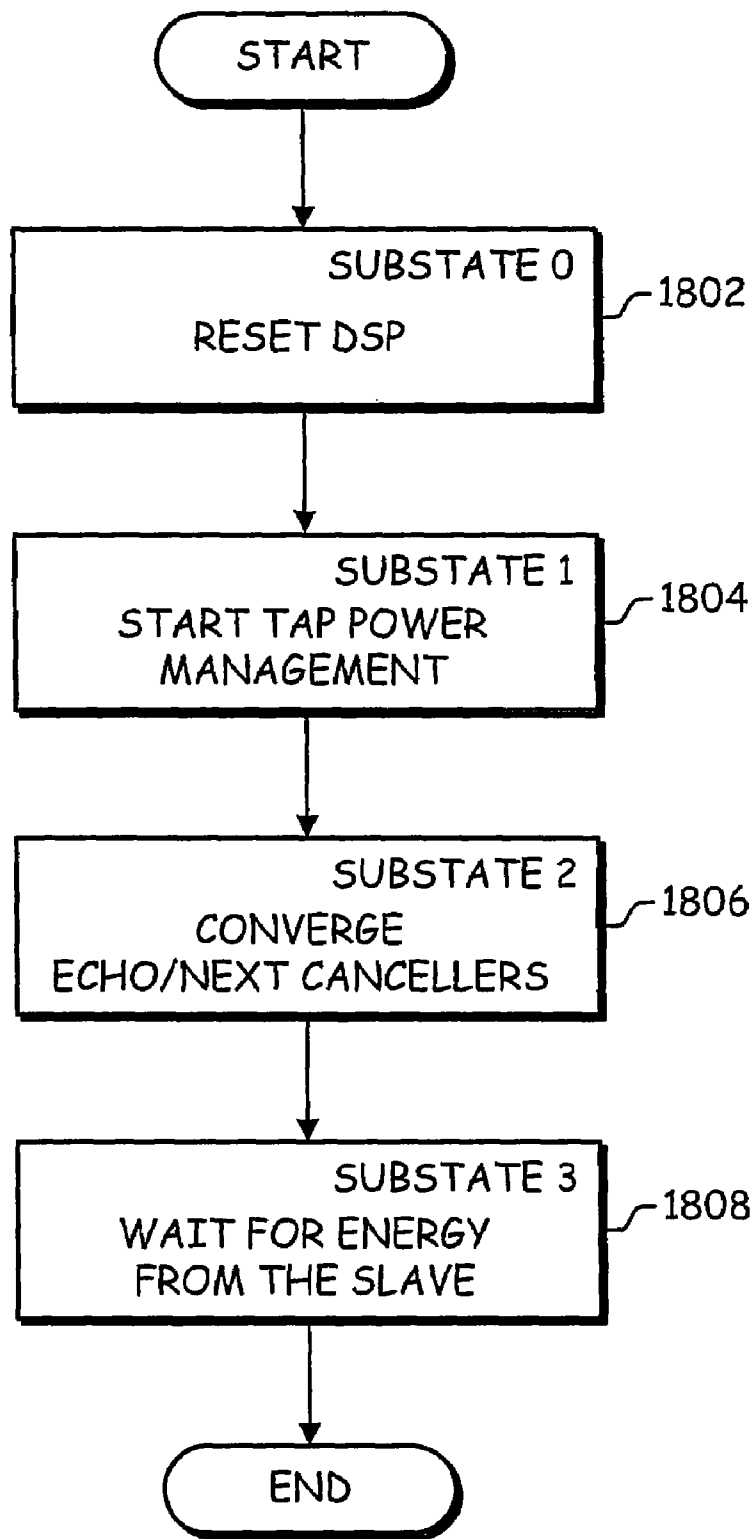 START
SUBSTATE 0
RESET DSP
1802
SUBSTATE 1
START TAP POWER
MANAGEMENT
1804
SUBSTATE 2
CONVERGE
ECHO/NEXT CANCELLERS
1806
SUBSTATE 3
WAIT FOR ENERGY
FROM THE SLAVE
1808
END